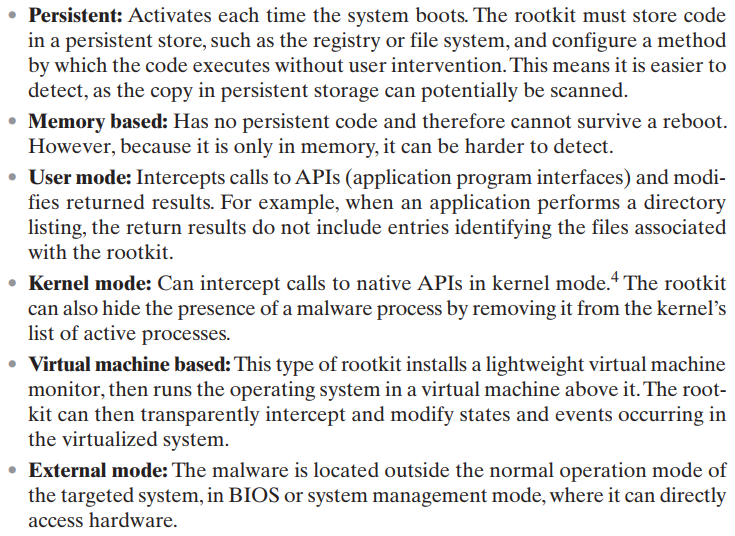 • Persistent: Activates each time the system boots. The rootkit must store code
in a persistent store, such as the registry or file system, and configure a method
by which the code executes without user intervention. This means it is easier to
detect, as the copy in persistent storage can potentially be scanned.
• Memory based: Has no persistent code and therefore cannot survive a reboot.
However, because it is only in memory, it can be harder to detect.
• User mode: Intercepts calls to APIs (application program interfaces) and modi-
fies returned results. For example, when an application performs a directory
listing, the return results do not include entries identifying the files associated
with the rootkit.
• Kernel mode: Can intercept calls to native APIs in kernel mode.⁴ The rootkit
can also hide the presence of a malware process by removing it from the kernel’s
list of active processes.
• Virtual machine based: This type of rootkit installs a lightweight virtual machine
monitor, then runs the operating system in a virtual machine above it. The root-
kit can then transparently intercept and modify states and events occurring in
the virtualized system.
• External mode: The malware is located outside the normal operation mode of
the targeted system, in BIOS or system management mode, where it can directly
access hardware.